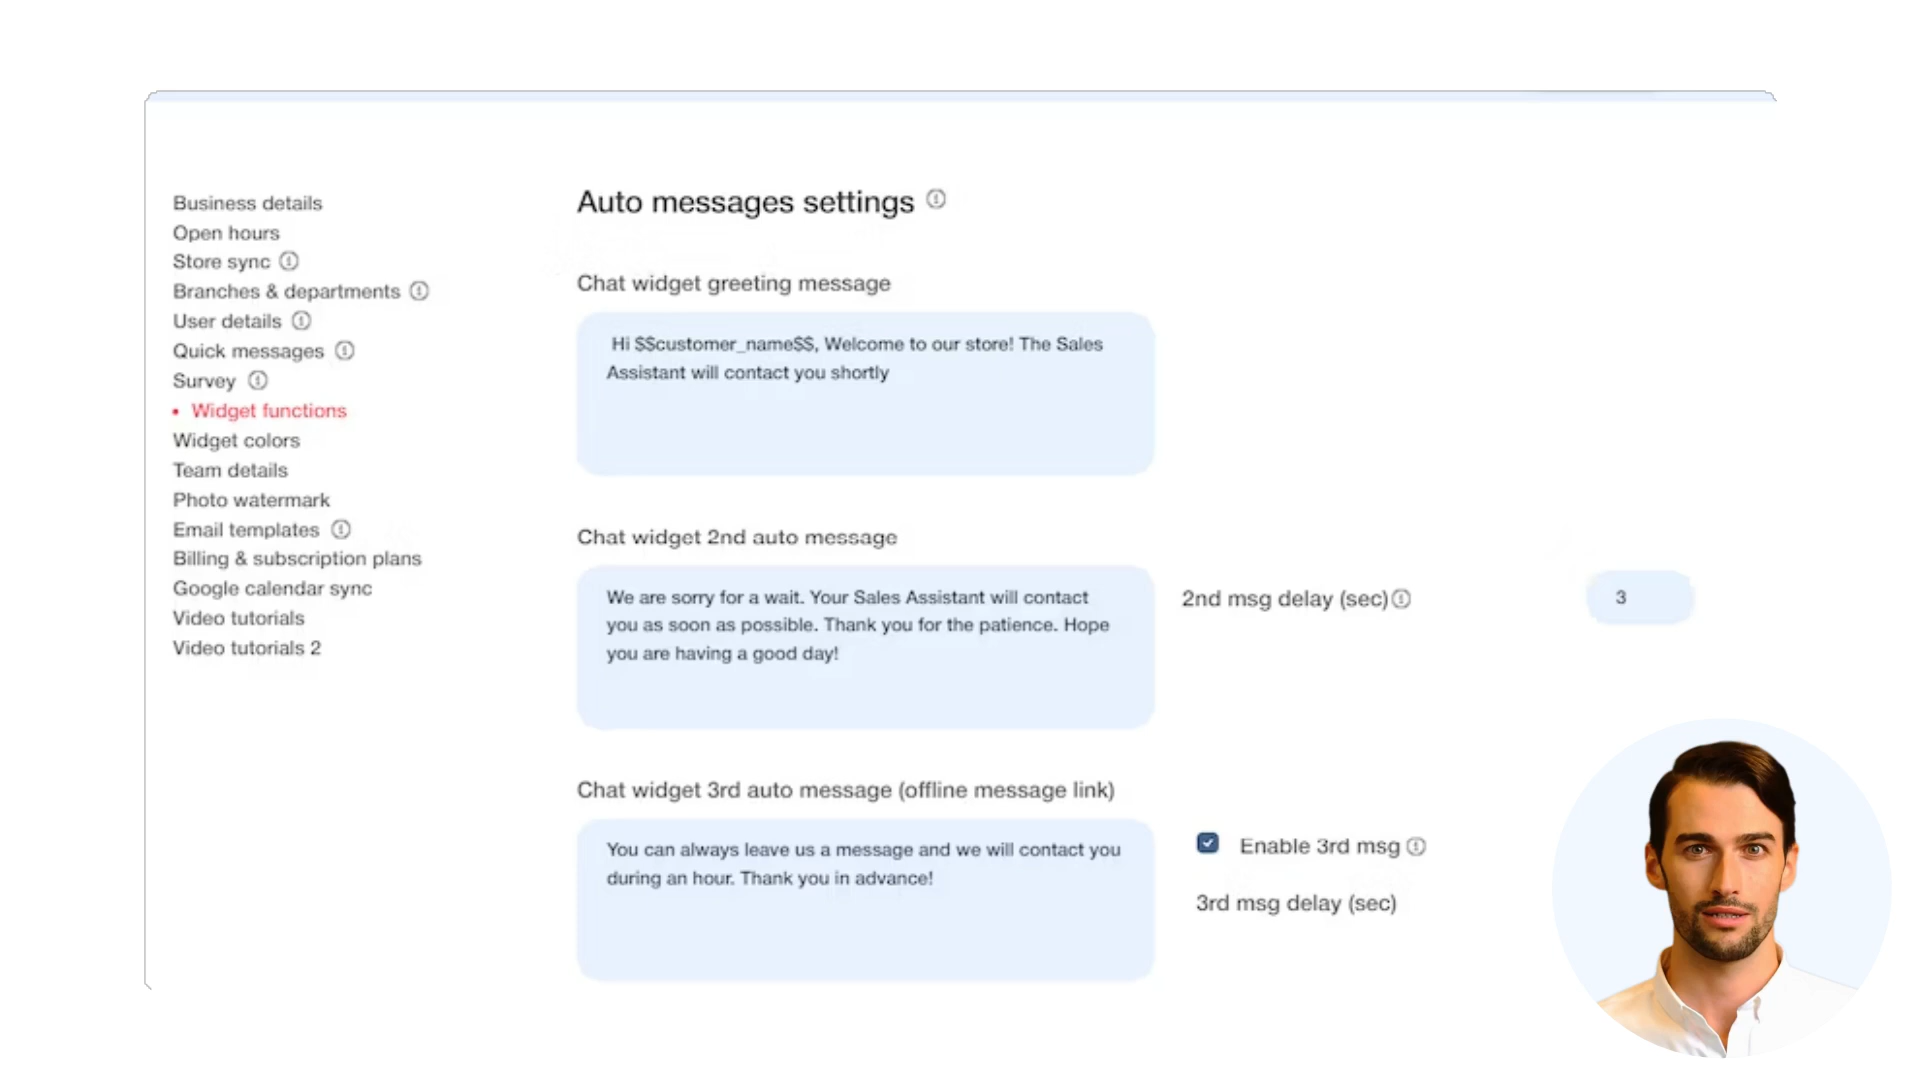 Business details
Open hours
Store sync
Branches & departments
User details
Quick messages
Survey
Widget functions
Widget colors
Team details
Photo watermark
Email templates
Billing & subscription plans
Google calendar sync
Video tutorials
Video tutorials 2
Auto messages settings
Chat widget greeting message
Hi $$customer_name$$, Welcome to our store! The Sales
Assistant will contact you shortly
Chat widget 2nd auto message
We are sorry for a wait. Your Sales Assistant will contact
you as soon as possible. Thank you for the patience. Hope
you are having a good day!
2nd msg delay (sec)
3
Chat widget 3rd auto message (offline message link)
You can always leave us a message and we will contact you
during an hour. Thank you in advance!
Enable 3rd msg
3rd msg delay (sec)